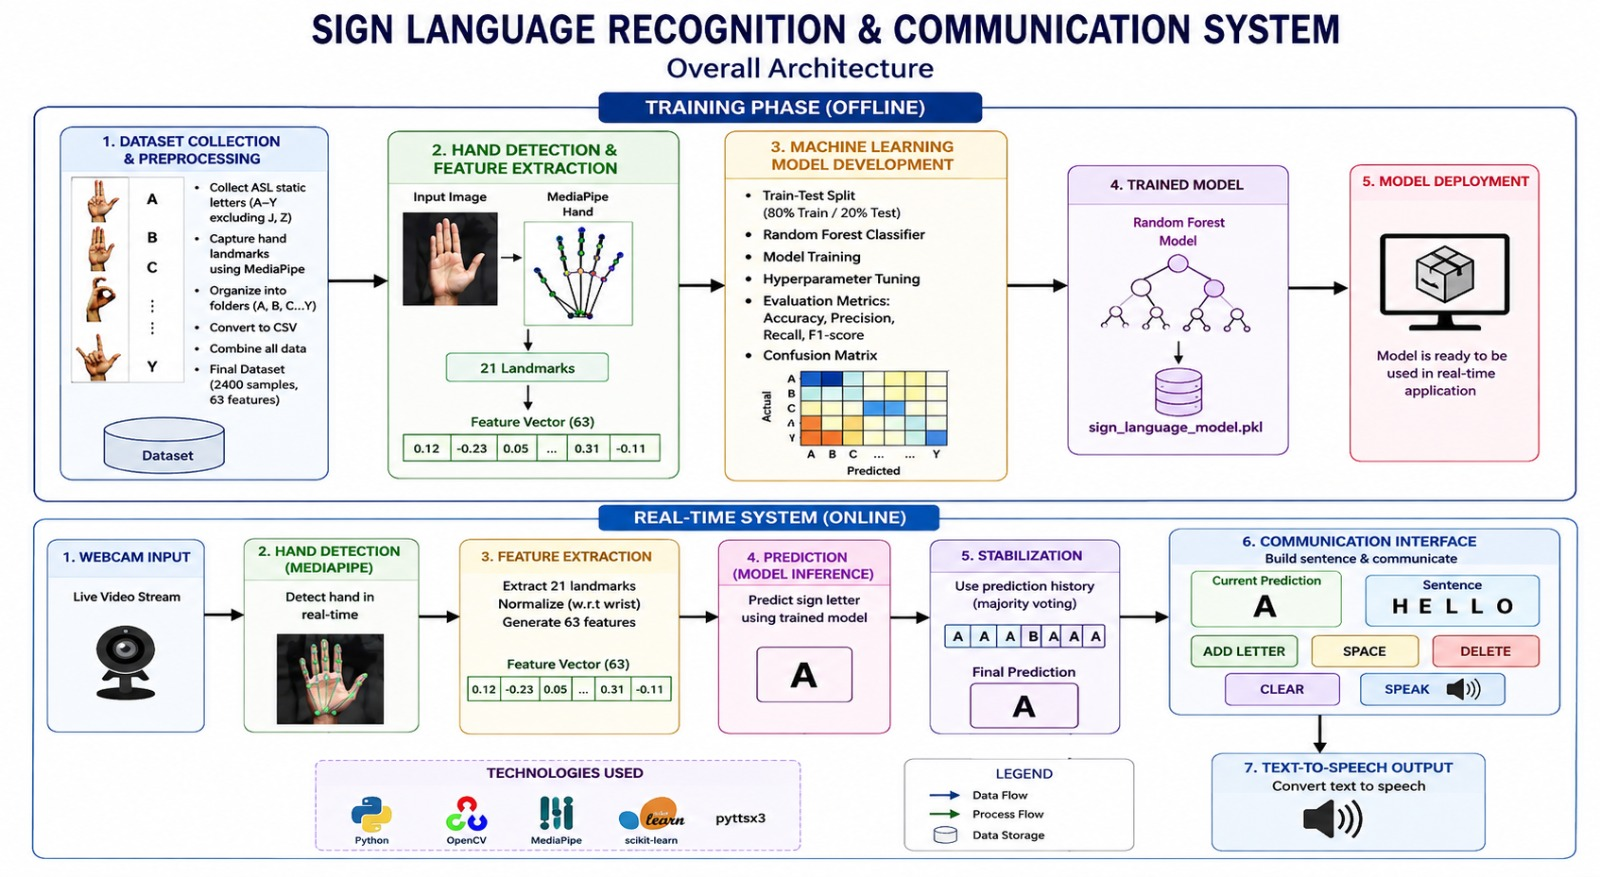 SIGN LANGUAGE RECOGNITION & COMMUNICATION SYSTEM
Overall Architecture
TRAINING PHASE (OFFLINE)
1. DATASET COLLECTION
& PREPROCESSING
A
B
C
⋮
⋮
Y
• Collect ASL static
letters (A–Y
excluding J, Z)
• Capture hand
landmarks
using MediaPipe
• Organize into
folders (A, B, C...Y)
• Convert to CSV
• Combine all data
• Final Dataset
(2400 samples,
63 features)
Dataset
2. HAND DETECTION &
FEATURE EXTRACTION
Input Image
MediaPipe
Hand
21 Landmarks
Feature Vector (63)
0.12 -0.23 0.05 ... 0.31 -0.11
3. MACHINE LEARNING
MODEL DEVELOPMENT
• Train-Test Split
(80% Train / 20% Test)
• Random Forest Classifier
• Model Training
• Hyperparameter Tuning
• Evaluation Metrics:
Accuracy, Precision,
Recall, F1-score
• Confusion Matrix
Actual
A
B
C
Y
A B C ... ... Y
Predicted
4. TRAINED MODEL
Random Forest
Model
sign_language_model.pkl
5. MODEL DEPLOYMENT
Model is ready to be
used in real-time
application
REAL-TIME SYSTEM (ONLINE)
1. WEBCAM INPUT
Live Video Stream
2. HAND DETECTION
(MEDIAPIPE)
Detect hand in
real-time
3. FEATURE EXTRACTION
Extract 21 landmarks
Normalize (w.r.t wrist)
Generate 63 features
Feature Vector (63)
0.12 -0.23 0.05 ... 0.31 -0.11
4. PREDICTION
(MODEL INFERENCE)
Predict sign letter
using trained model
A
5. STABILIZATION
Use prediction history
(majority voting)
A A A B A A A
Final Prediction
A
6. COMMUNICATION INTERFACE
Build sentence & communicate
Current Prediction
A
Sentence
H E L L O
ADD LETTER
SPACE
DELETE
CLEAR
SPEAK
7. TEXT-TO-SPEECH OUTPUT
Convert text to speech
TECHNOLOGIES USED
Python
OpenCV
MediaPipe
learn
scikit-learn
pyttsx3
LEGEND
Data Flow
Process Flow
Data Storage